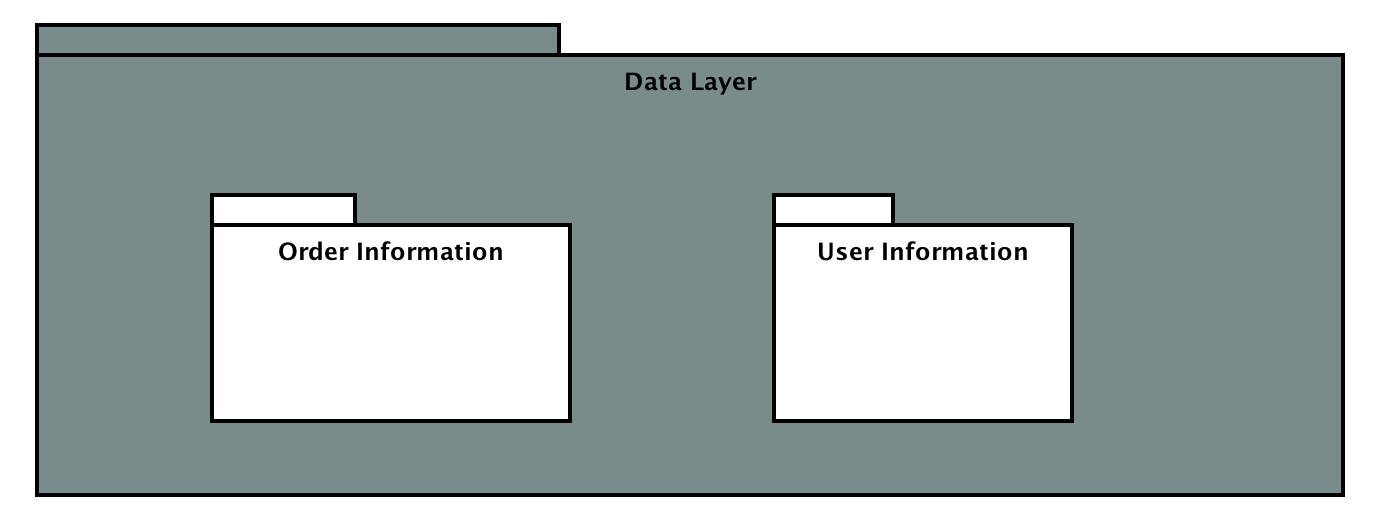 Data Layer
Order Information
User Information